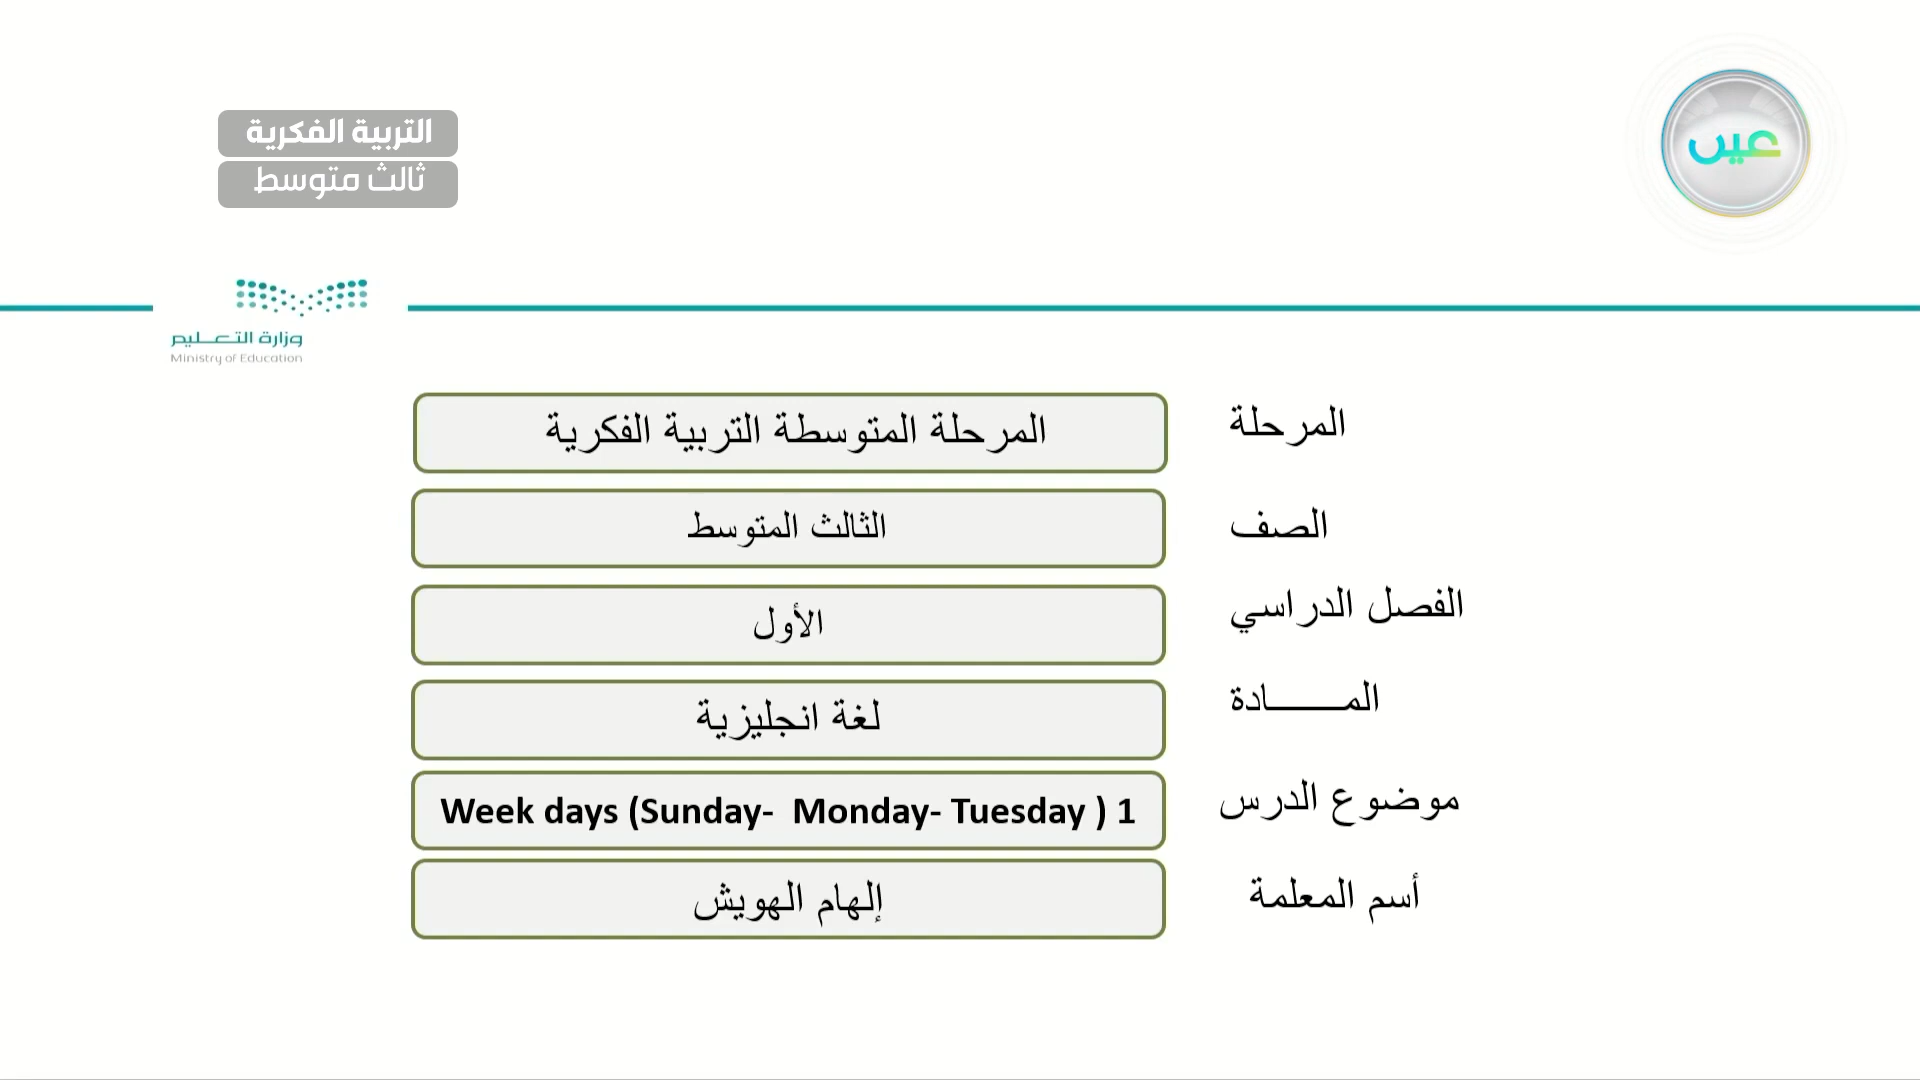 عين
التربية الفكرية
ثالث متوسط
وزارة التعليم
Ministry of Education
المرحلة
المرحلة المتوسطة التربية الفكرية
الصف
الثالث المتوسط
الفصل الدراسي
الأول
المـــــــادة
لغة انجليزية
موضوع الدرس
Week days (Sunday-  Monday- Tuesday ) 1
أسم المعلمة
إلهام الهويش